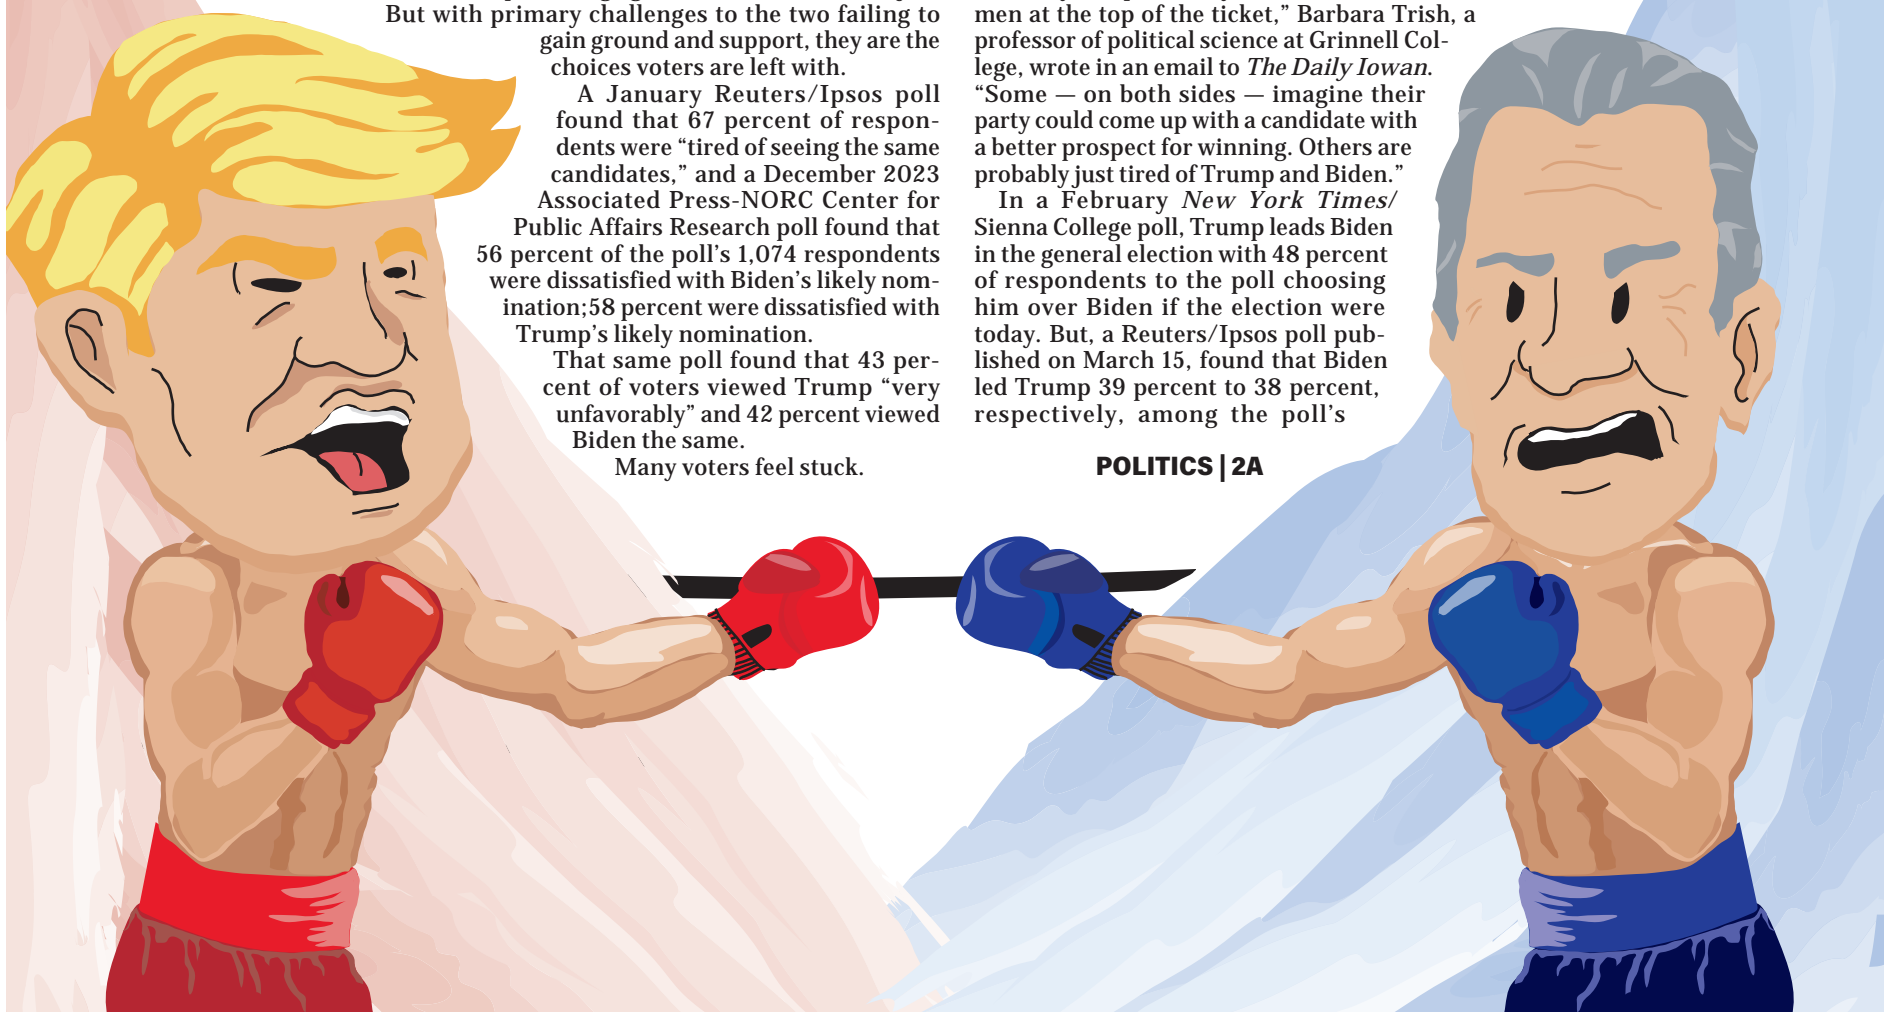 But with primary challenges to the two failing to
gain ground and support, they are the
choices voters are left with.
A January Reuters/Ipsos poll
found that 67 percent of respon-
dents were “tired of seeing the same
candidates,” and a December 2023
Associated Press-NORC Center for
Public Affairs Research poll found that
56 percent of the poll’s 1,074 respondents
were dissatisfied with Biden’s likely nom-
ination;58 percent were dissatisfied with
Trump’s likely nomination.
That same poll found that 43 per-
cent of voters viewed Trump “very
unfavorably” and 42 percent viewed
Biden the same.
Many voters feel stuck.
men at the top of the ticket,” Barbara Trish, a
professor of political science at Grinnell Col-
lege, wrote in an email to The Daily Iowan.
“Some — on both sides — imagine their
party could come up with a candidate with
a better prospect for winning. Others are
probably just tired of Trump and Biden.”
In a February New York Times/
Sienna College poll, Trump leads Biden
in the general election with 48 percent
of respondents to the poll choosing
him over Biden if the election were
today. But, a Reuters/Ipsos poll pub-
lished on March 15, found that Biden
led Trump 39 percent to 38 percent,
respectively, among the poll’s
POLITICS | 2A